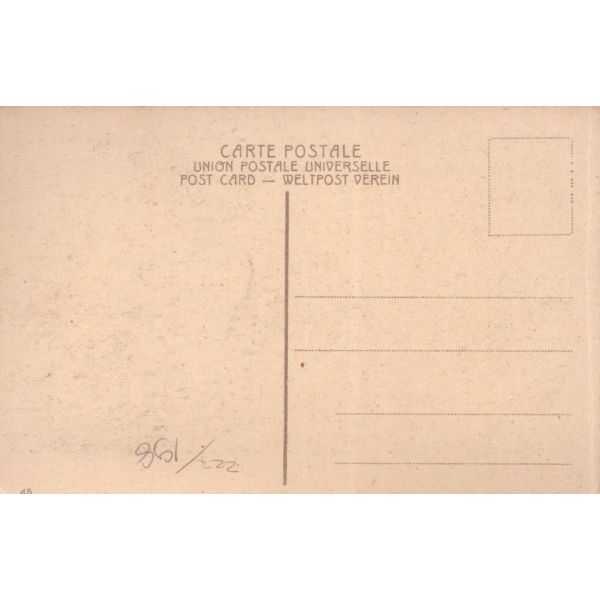 CARTE POSTALE
UNION POSTALE UNIVERSELLE
POST CARD — WELTPOST-VEREIN
45